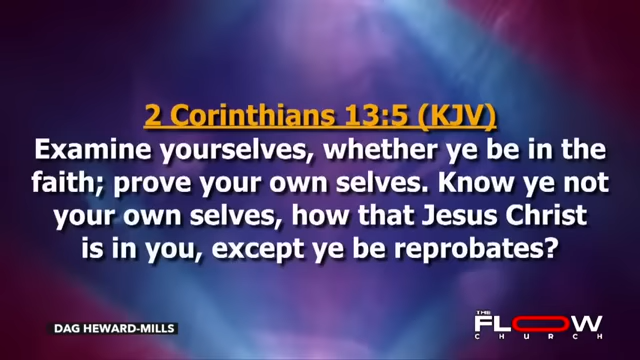 2 Corinthians 13:5 (KJV)
Examine yourselves, whether ye be in the
faith; prove your own selves. Know ye not
your own selves, how that Jesus Christ
is in you, except ye be reprobates?
DAG HEWARD-MILLS
THE
FLOW
CHURCH